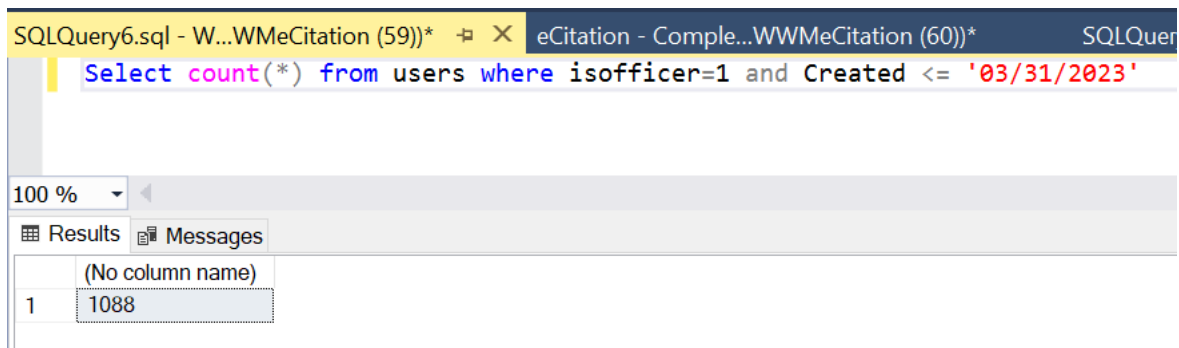 SQLQuery6.sql - W...WMeCitation (59))* eCitation - Comple...WWMeCitation (60))* SQLQuer
Select count(*) from users where isofficer=1 and Created <= '03/31/2023'
100 %
Results Messages
(No column name)
1 1088